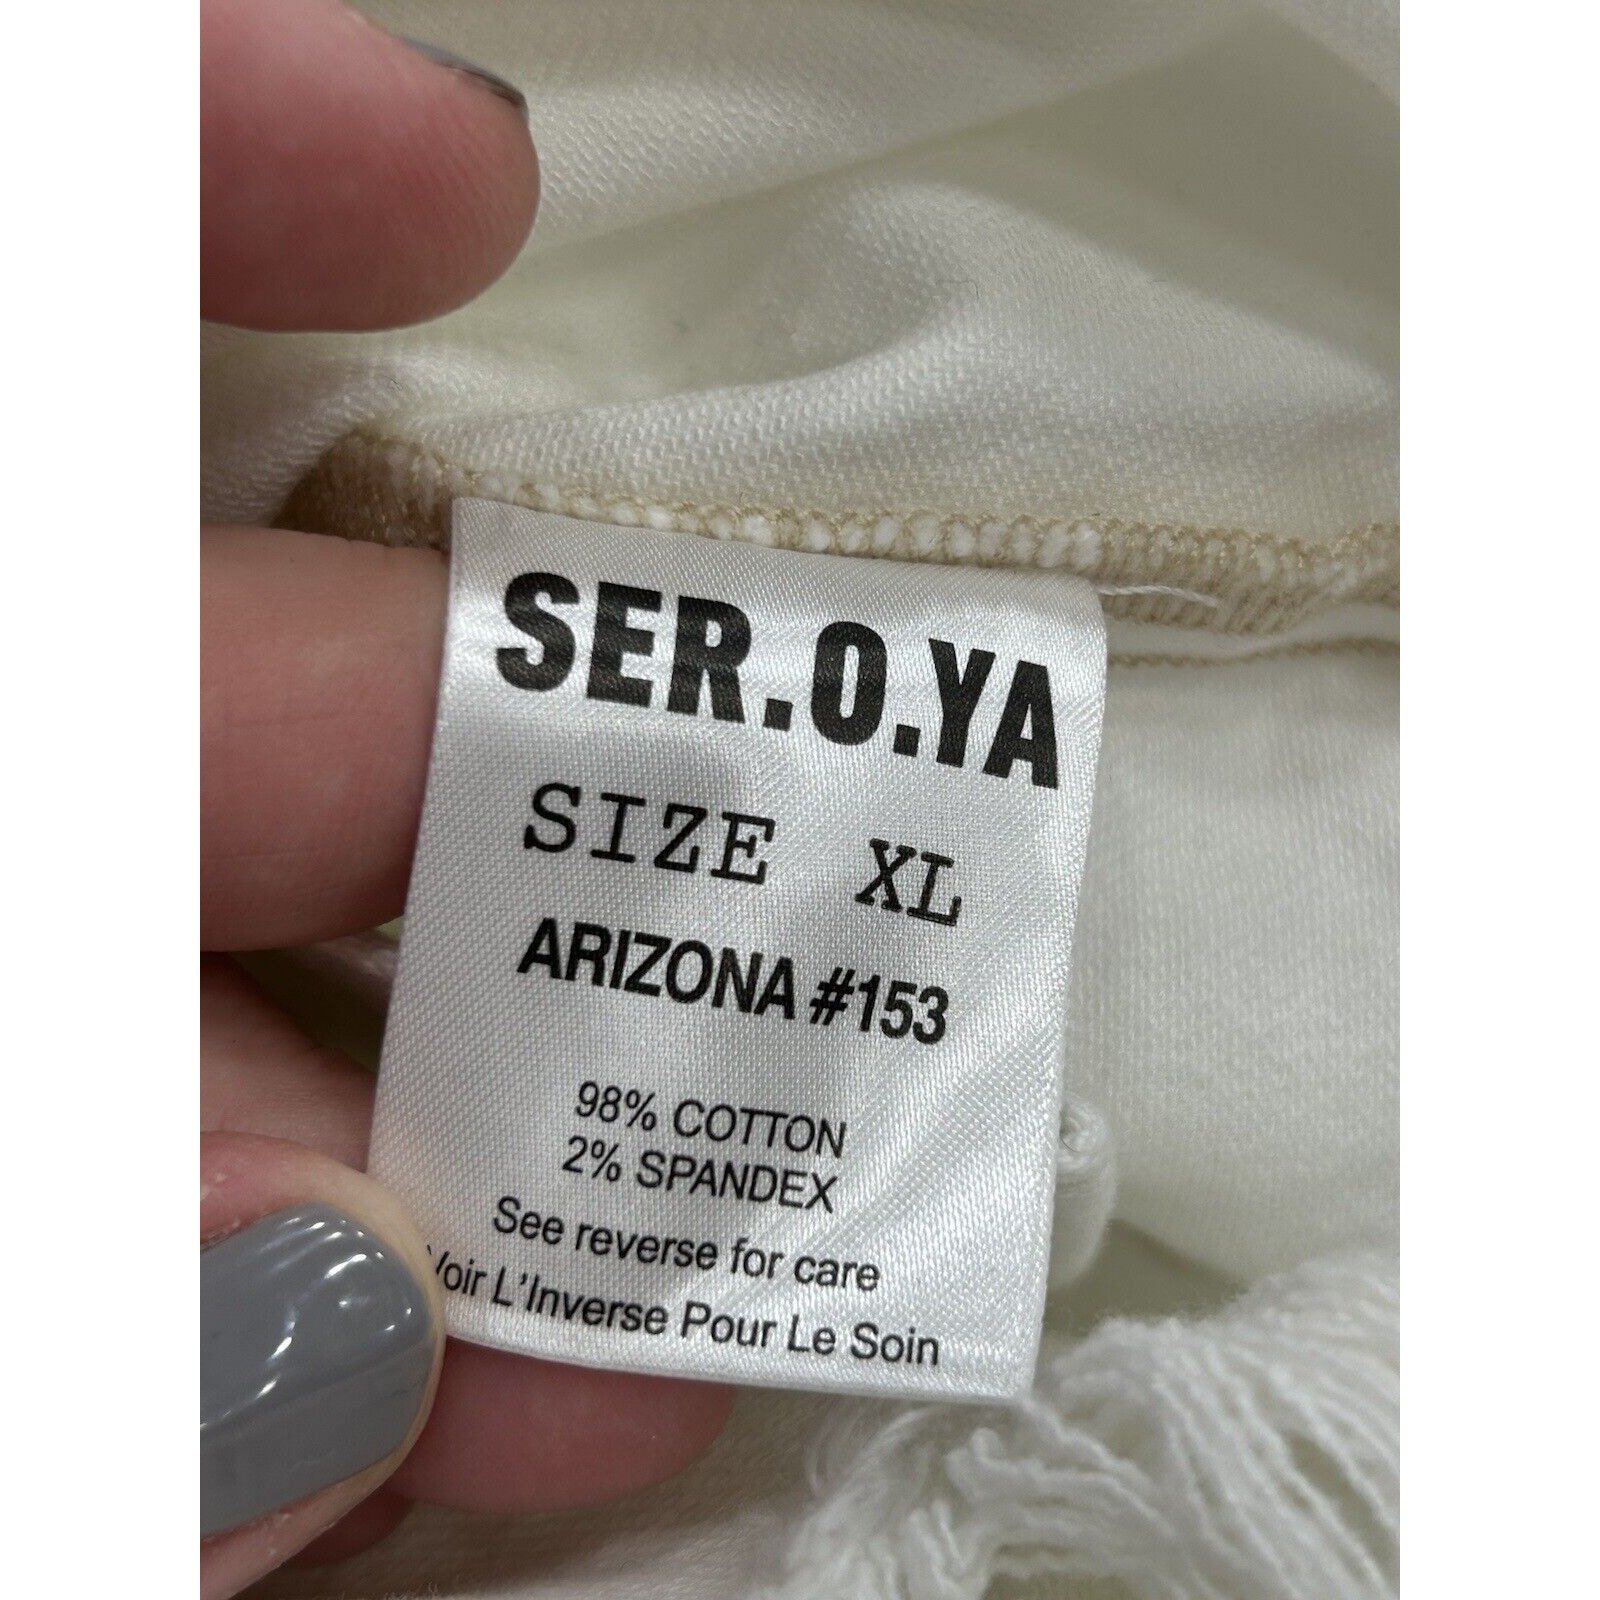 SER.O.YA
SIZE XL
ARIZONA #153
98% COTTON
2% SPANDEX
See reverse for care
Voir L'Inverse Pour Le Soin